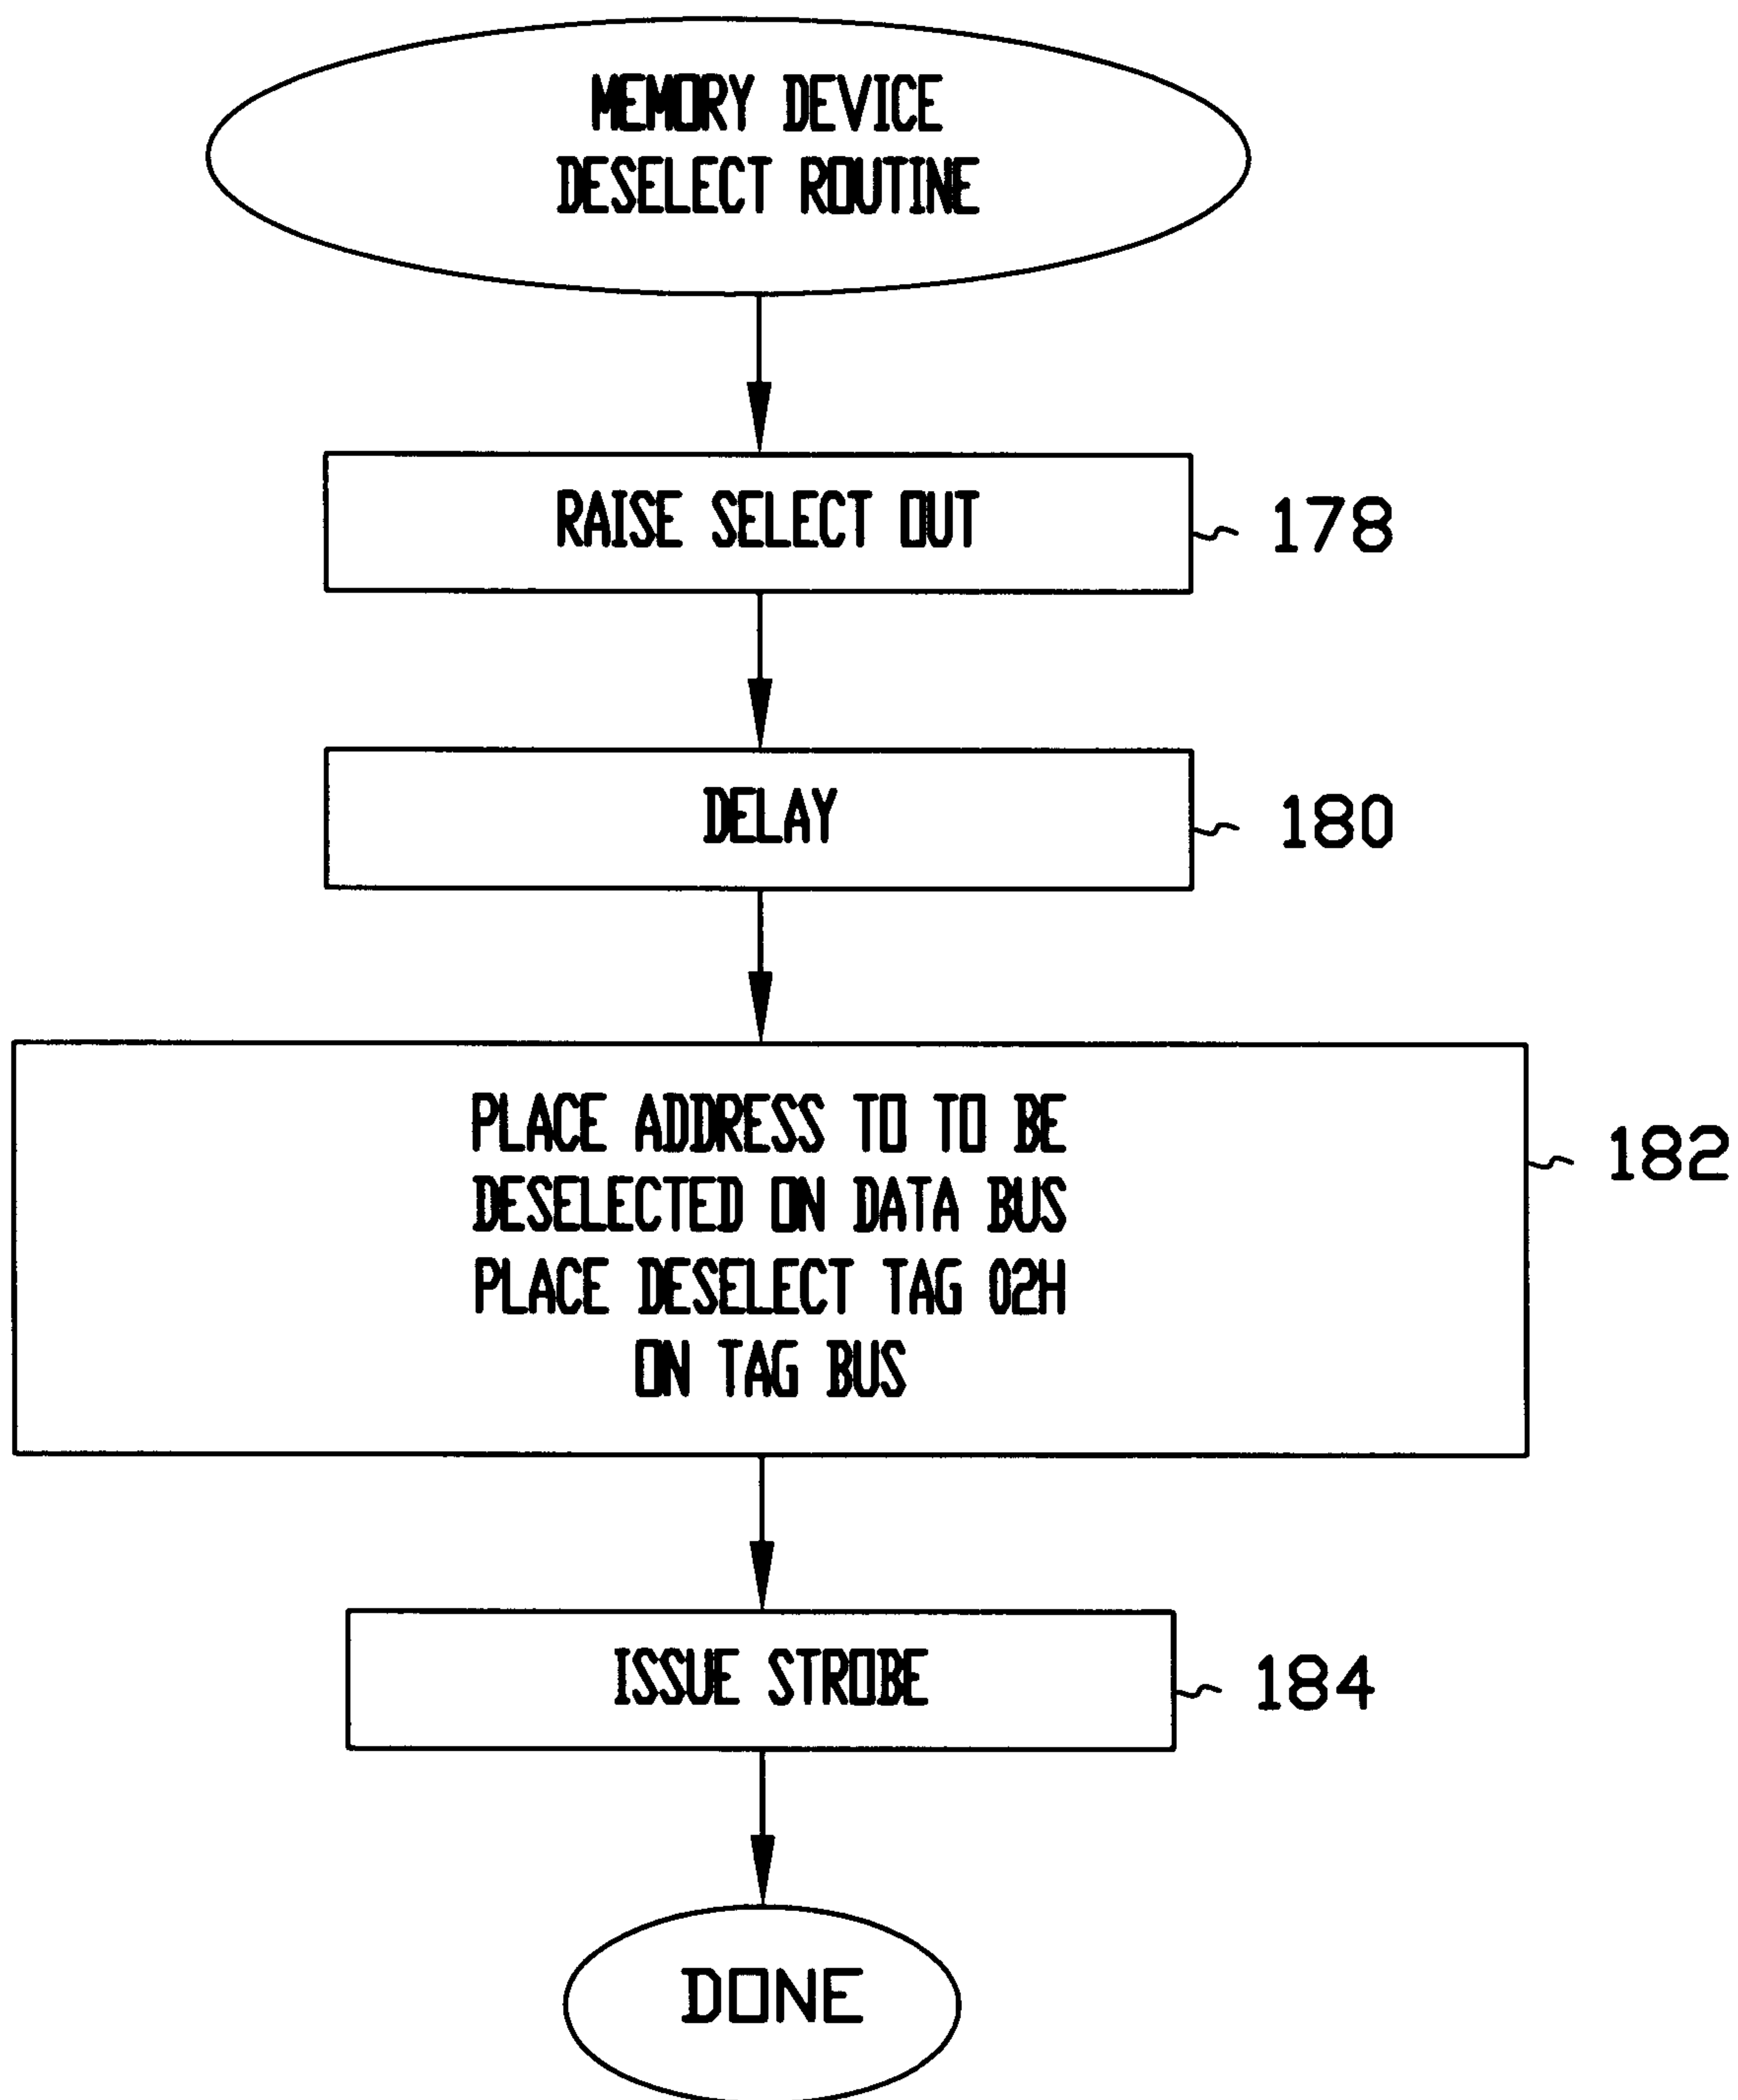 MEMORY DEVICE
DESELECT ROUTINE
RAISE SELECT OUT
178
DELAY
180
PLACE ADDRESS TO TO BE
DESELECTED ON DATA BUS
PLACE DESELECT TAG 02H
ON TAG BUS
182
ISSUE STROBE
184
DONE